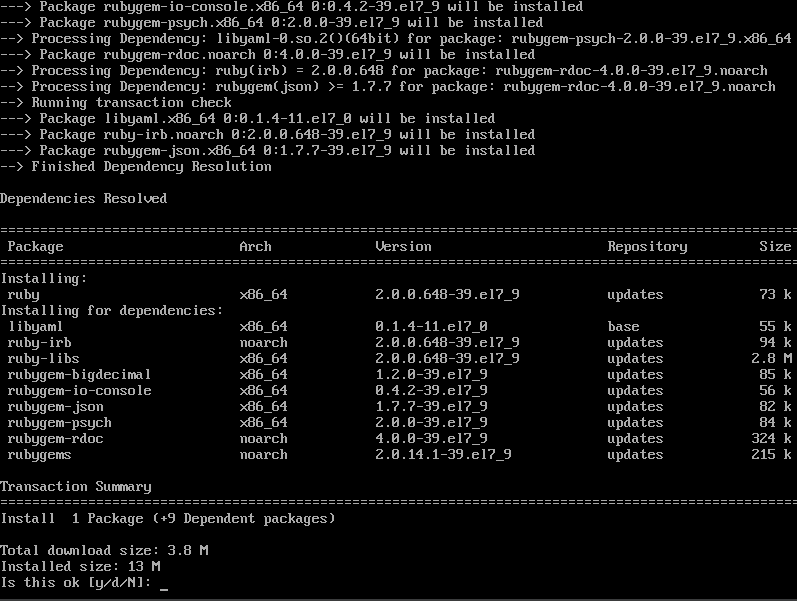 ---> Package rubygem-io-console.x86_64 0:0.4.2-39.el7_9 will be installed
---> Package rubygem-psych.x86_64 0:2.0.0-39.el7_9 will be installed
--> Processing Dependency: libyaml-0.so.2()(64bit) for package: rubygem-psych-2.0.0-39.el7_9.x86_64
---> Package rubygem-rdoc.noarch 0:4.0.0-39.el7_9 will be installed
--> Processing Dependency: ruby(irb) = 2.0.0.648 for package: rubygem-rdoc-4.0.0-39.el7_9.noarch
--> Processing Dependency: rubygem(json) >= 1.7.7 for package: rubygem-rdoc-4.0.0-39.el7_9.noarch
--> Running transaction check
---> Package libyaml.x86_64 0:0.1.4-11.el7_0 will be installed
---> Package ruby-irb.noarch 0:2.0.0.648-39.el7_9 will be installed
---> Package rubygem-json.x86_64 0:1.7.7-39.el7_9 will be installed
--> Finished Dependency Resolution

Dependencies Resolved

====================================================================================================
 Package                      Arch             Version                      Repository         Size
====================================================================================================
Installing:
 ruby                         x86_64           2.0.0.648-39.el7_9           updates            73 k
Installing for dependencies:
 libyaml                      x86_64           0.1.4-11.el7_0               base               55 k
 ruby-irb                     noarch           2.0.0.648-39.el7_9           updates            94 k
 ruby-libs                    x86_64           2.0.0.648-39.el7_9           updates           2.8 M
 rubygem-bigdecimal           x86_64           1.2.0-39.el7_9               updates            85 k
 rubygem-io-console           x86_64           0.4.2-39.el7_9               updates            56 k
 rubygem-json                 x86_64           1.7.7-39.el7_9               updates            82 k
 rubygem-psych                x86_64           2.0.0-39.el7_9               updates            84 k
 rubygem-rdoc                 noarch           4.0.0-39.el7_9               updates           324 k
 rubygems                     noarch           2.0.14.1-39.el7_9            updates           215 k

Transaction Summary
====================================================================================================
Install  1 Package (+9 Dependent packages)

Total download size: 3.8 M
Installed size: 13 M
Is this ok [y/d/N]: _